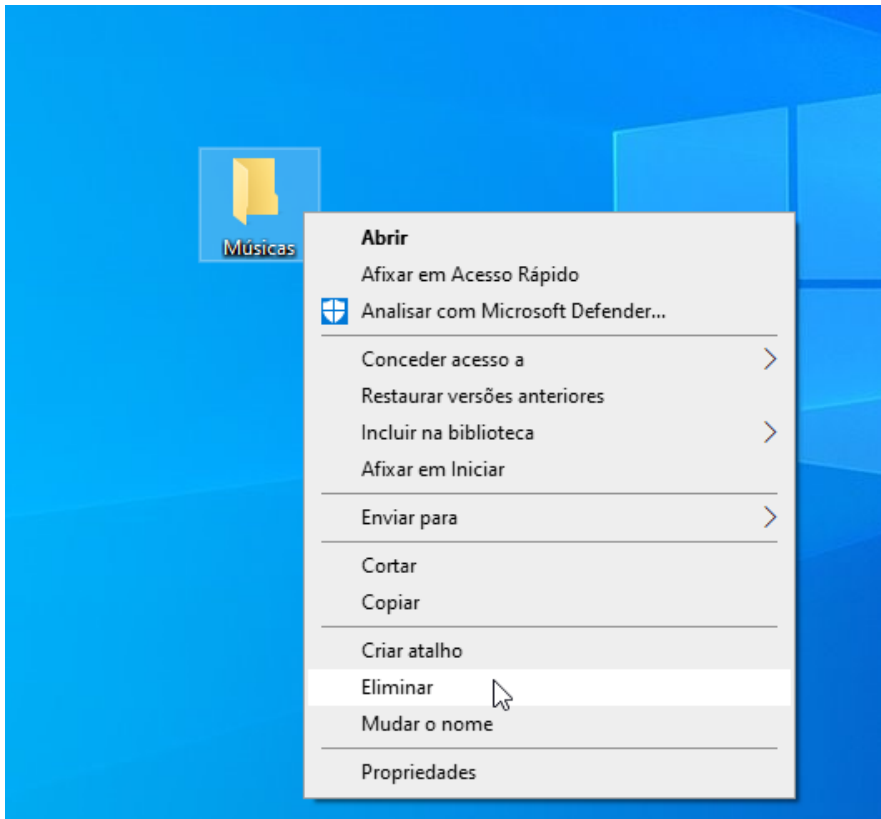 Músicas
Abrir
Afixar em Acesso Rápido
Analisar com Microsoft Defender...
Conceder acesso a
Restaurar versões anteriores
Incluir na biblioteca
Afixar em Iniciar
Enviar para
Cortar
Copiar
Criar atalho
Eliminar
Mudar o nome
Propriedades